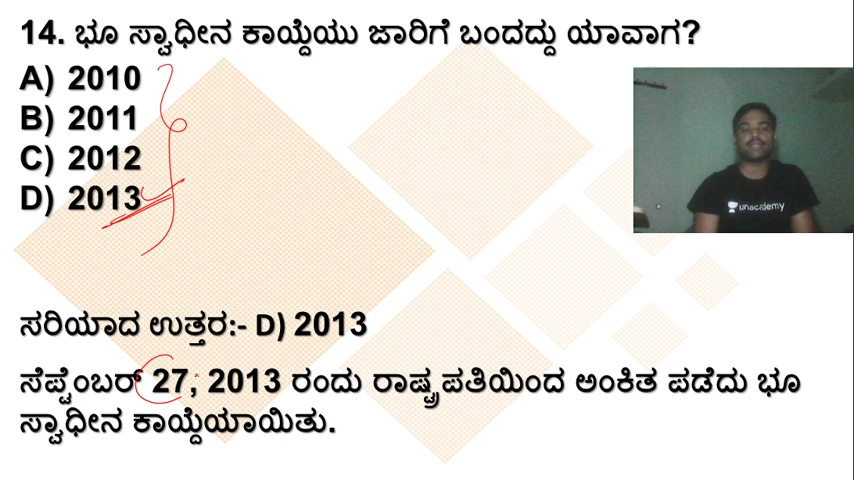 14. ಭೂ ಸ್ವಾಧೀನ ಕಾಯ್ದೆಯು ಜಾರಿಗೆ ಬಂದದ್ದು ಯಾವಾಗ?
A) 2010
B) 2011
C) 2012
D) 2013
unacademy
ಸರಿಯಾದ ಉತ್ತರ:- D) 2013
ಸೆಪ್ಟೆಂಬರ್ 27, 2013 ರಂದು ರಾಷ್ಟ್ರಪತಿಯಿಂದ ಅಂಕಿತ ಪಡೆದು ಭೂ
ಸ್ವಾಧೀನ ಕಾಯ್ದೆಯಾಯಿತು.